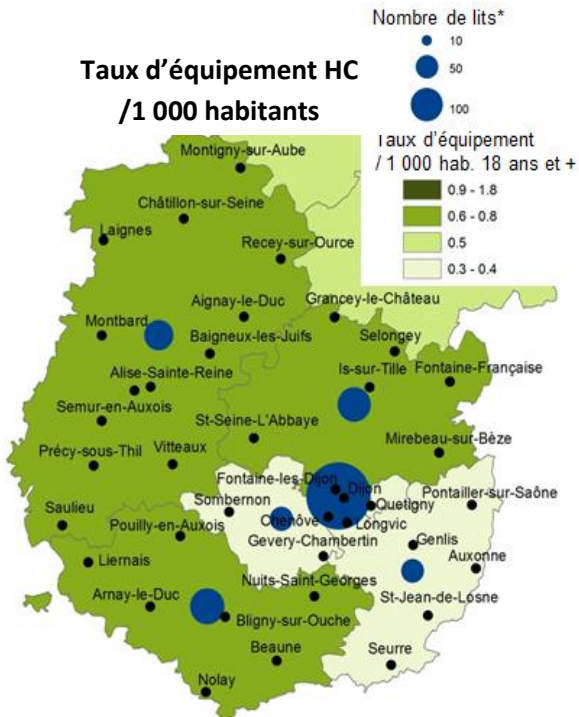 Nombre de lits*
10
50
100
Taux d'équipement HC
/1 000 habitants
Taux d'équipement
/ 1 000 hab. 18 ans et +
0.9 - 1.8
0.6 - 0.8
0.5
0.3 - 0.4
Montigny-sur-Aube
Châtillon-sur-Seine
Laignes
Recey-sur-Ource
Aignay-le-Duc
Grancey-le-Château
Montbard
Baigneux-les-Juifs
Selongey
Is-sur-Tille
Fontaine-Française
Alise-Sainte-Reine
Semur-en-Auxois
St-Seine-L'Abbaye
Mirebeau-sur-Bèze
Précy-sous-Thil
Vitteaux
Fontaine-les-Dijon
Dijon
Pontailler-sur-Saône
Sombernon
Quetigny
Saulieu
Pouilly-en-Auxois
Chenôve
Longvic
Gevery-Chambertin
Genlis
Liernais
Auxonne
Nuits-Saint-Georges
Arnay-le-Duc
St-Jean-de-Losne
Bligny-sur-Ouche
Beaune
Seurre
Nolay